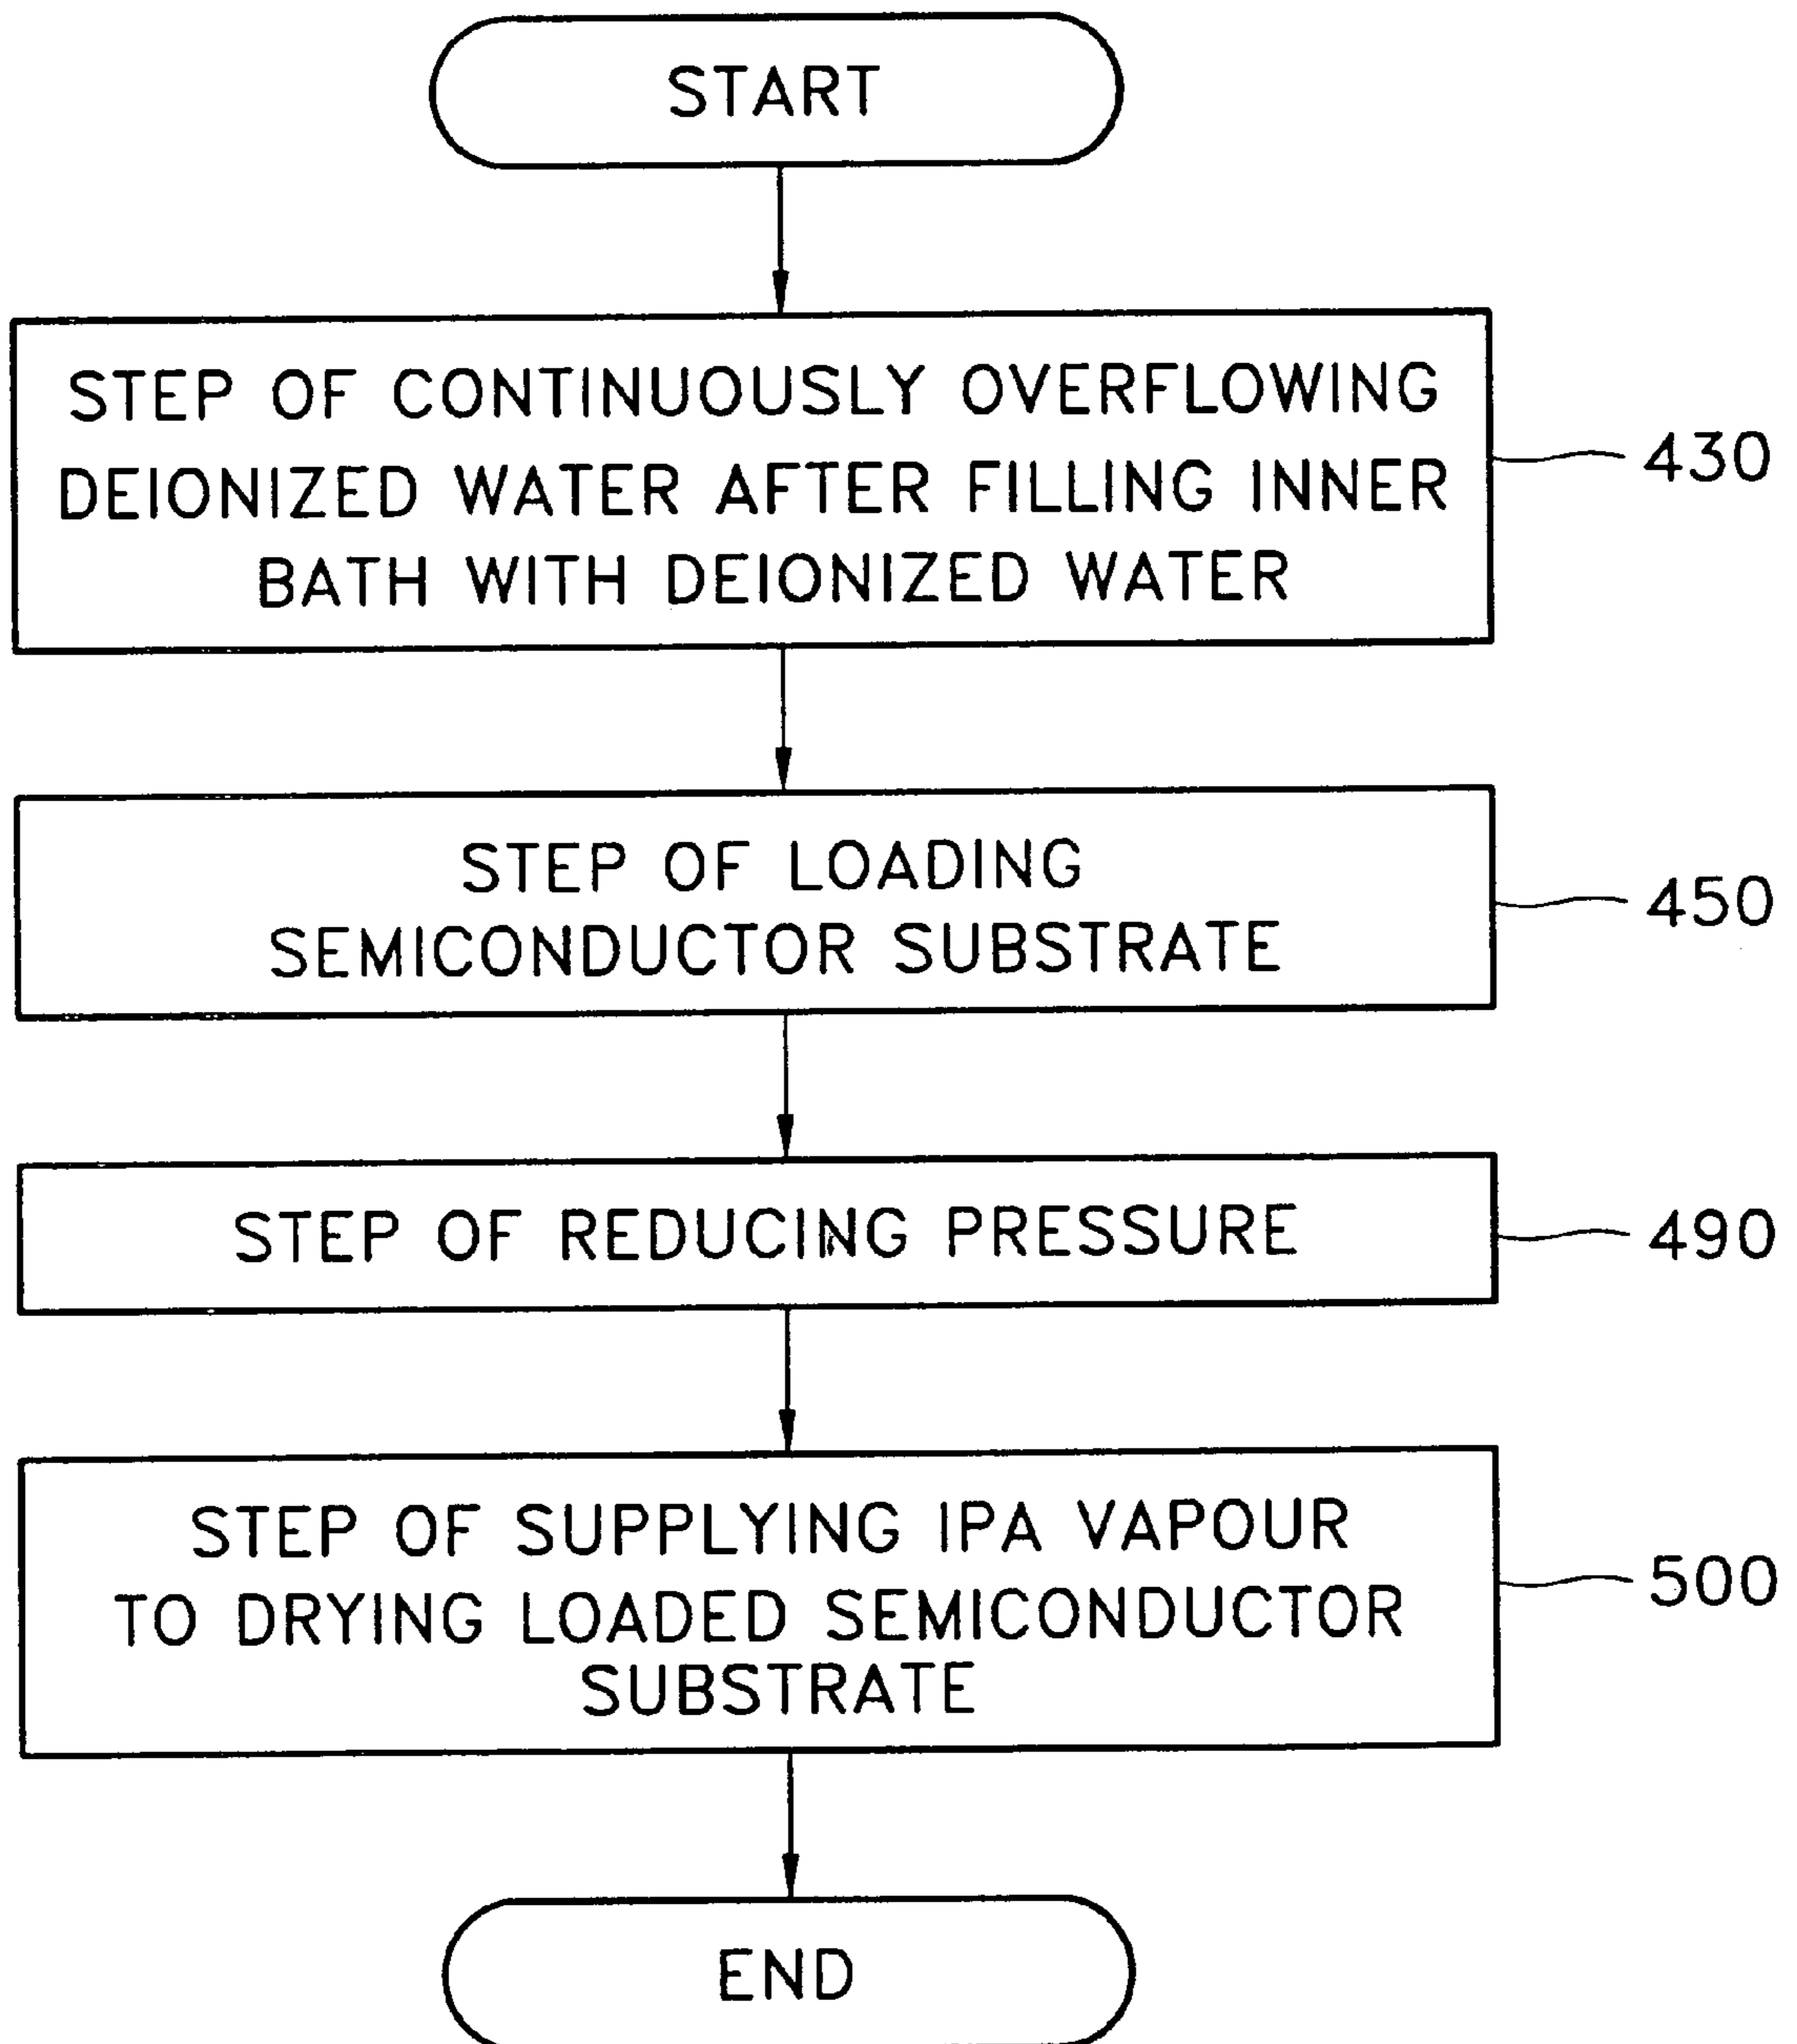 START
STEP OF CONTINUOUSLY OVERFLOWING
DEIONIZED WATER AFTER FILLING INNER
BATH WITH DEIONIZED WATER
430
STEP OF LOADING
SEMICONDUCTOR SUBSTRATE
450
STEP OF REDUCING PRESSURE
490
STEP OF SUPPLYING IPA VAPOUR
TO DRYING LOADED SEMICONDUCTOR
SUBSTRATE
500
END